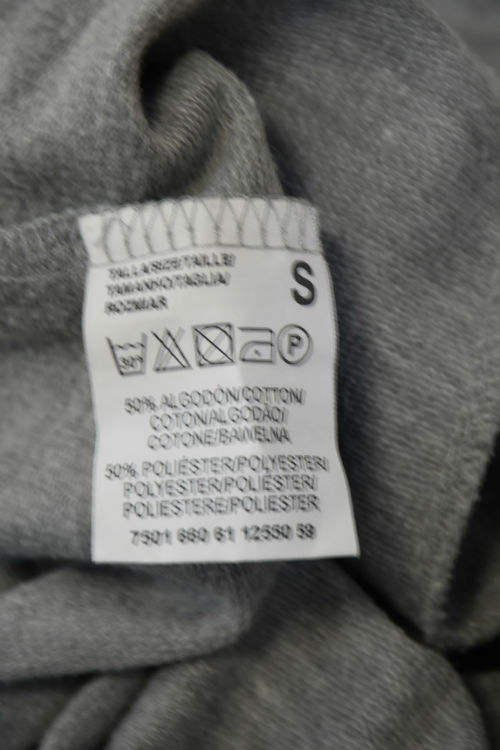 TALLA/SIZE/TAILLE/
TAMANHO/TAGLIA/
ROZMIAR
S
30°
P
50% ALGODÓN/COTTON/
COTON/ALGODÃO/
COTONE/BAWEŁNA
50% POLIÉSTER/POLYESTER/
POLYESTER/POLIÉSTER/
POLIESTERE/POLIESTER
7501 660 61 12550 59